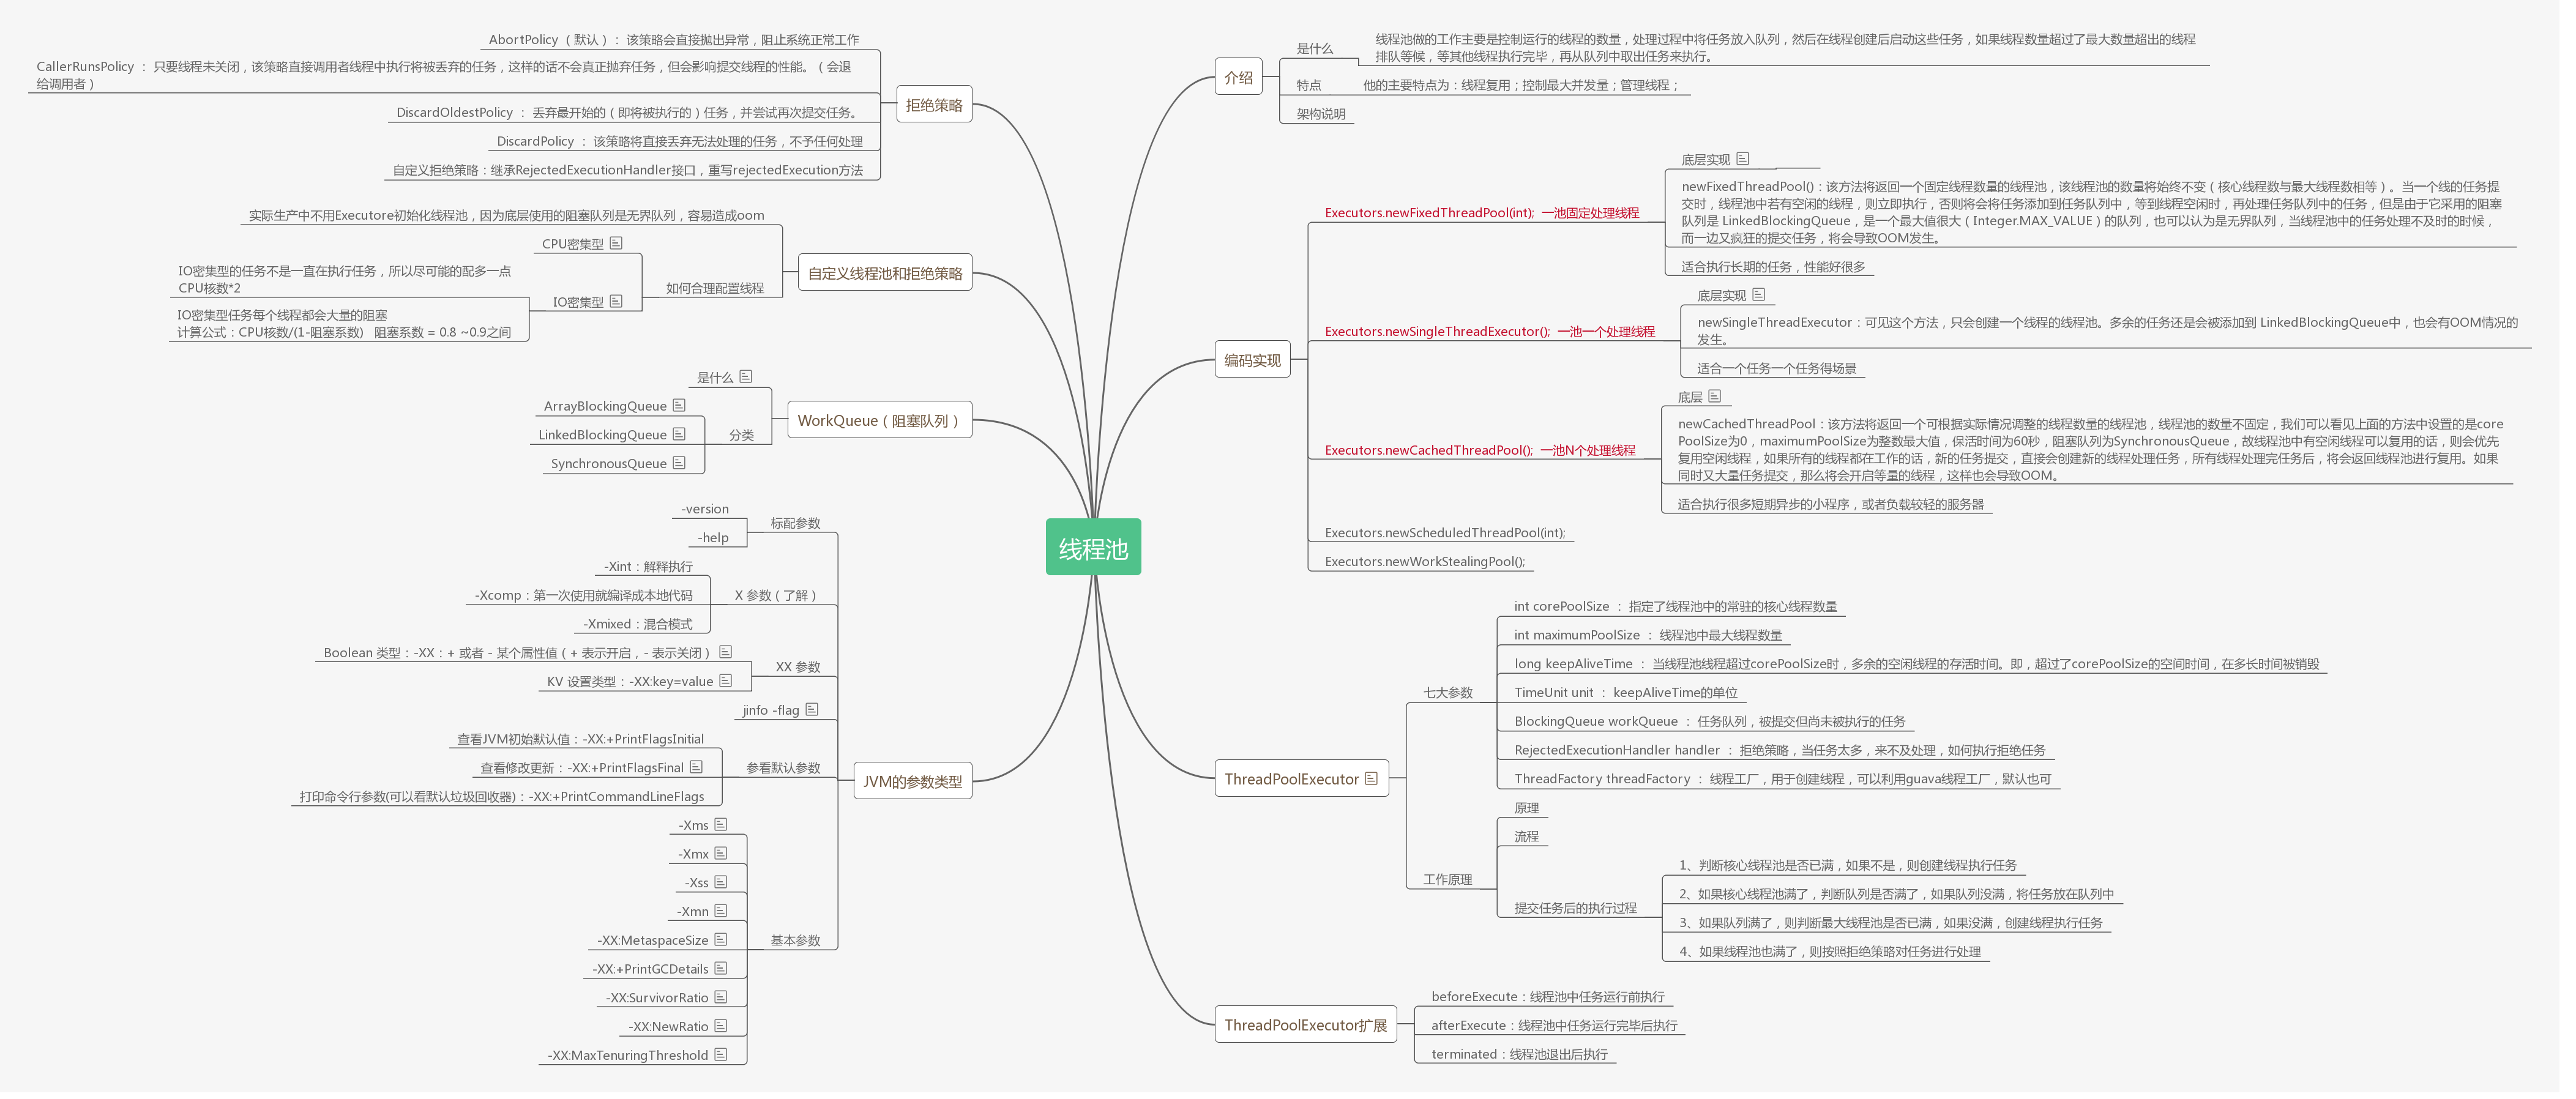 线程池
介绍
是什么
线程池做的工作主要是控制运行的线程的数量，处理过程中将任务放入队列，然后在线程创建后启动这些任务，如果线程数量超过了最大数量超出的线程
排队等候，等其他线程执行完毕，再从队列中取出任务来执行。
特点
他的主要特点为：线程复用；控制最大并发量；管理线程；
架构说明
编码实现
Executors.newFixedThreadPool(int);  一池固定处理线程
底层实现
newFixedThreadPool()：该方法将返回一个固定线程数量的线程池，该线程池的数量将始终不变（核心线程数与最大线程数相等）。当一个线的任务提
交时，线程池中若有空闲的线程，则立即执行，否则将会将任务添加到任务队列中，等到线程空闲时，再处理任务队列中的任务，但是由于它采用的阻塞
队列是 LinkedBlockingQueue，是一个最大值很大（Integer.MAX_VALUE）的队列，也可以认为是无界队列，当线程池中的任务处理不及时的时候，
而一边又疯狂的提交任务，将会导致OOM发生。
适合执行长期的任务，性能好很多
Executors.newSingleThreadExecutor();  一池一个处理线程
底层实现
newSingleThreadExecutor：可见这个方法，只会创建一个线程的线程池。多余的任务还是会被添加到 LinkedBlockingQueue中，也会有OOM情况的
发生。
适合一个任务一个任务得场景
Executors.newCachedThreadPool();  一池N个处理线程
底层
newCachedThreadPool：该方法将返回一个可根据实际情况调整的线程数量的线程池，线程池的数量不固定，我们可以看见上面的方法中设置的是core
PoolSize为0，maximumPoolSize为整数最大值，保活时间为60秒，阻塞队列为SynchronousQueue，故线程池中有空闲线程可以复用的话，则会优先
复用空闲线程，如果所有的线程都在工作的话，新的任务提交，直接会创建新的线程处理任务，所有线程处理完任务后，将会返回线程池进行复用。如果
同时又大量任务提交，那么将会开启等量的线程，这样也会导致OOM。
适合执行很多短期异步的小程序，或者负载较轻的服务器
Executors.newScheduledThreadPool(int);
Executors.newWorkStealingPool();
ThreadPoolExecutor
七大参数
int corePoolSize ： 指定了线程池中的常驻的核心线程数量
int maximumPoolSize ： 线程池中最大线程数量
long keepAliveTime ： 当线程池线程超过corePoolSize时，多余的空闲线程的存活时间。即，超过了corePoolSize的空间时间，在多长时间被销毁
TimeUnit unit ： keepAliveTime的单位
BlockingQueue workQueue ： 任务队列，被提交但尚未被执行的任务
RejectedExecutionHandler handler ： 拒绝策略，当任务太多，来不及处理，如何执行拒绝任务
ThreadFactory threadFactory ： 线程工厂，用于创建线程，可以利用guava线程工厂，默认也可
工作原理
原理
流程
提交任务后的执行过程
1、判断核心线程池是否已满，如果不是，则创建线程执行任务
2、如果核心线程池满了，判断队列是否满了，如果队列没满，将任务放在队列中
3、如果队列满了，则判断最大线程池是否已满，如果没满，创建线程执行任务
4、如果线程池也满了，则按照拒绝策略对任务进行处理
ThreadPoolExecutor扩展
beforeExecute：线程池中任务运行前执行
afterExecute：线程池中任务运行完毕后执行
terminated：线程池退出后执行
拒绝策略
AbortPolicy（默认）： 该策略会直接抛出异常，阻止系统正常工作
CallerRunsPolicy ： 只要线程未关闭，该策略直接调用者线程中执行将被丢弃的任务，这样的话不会真正抛弃任务，但会影响提交线程的性能。（会退
给调用者）
DiscardOldestPolicy ： 丢弃最开始的（即将被执行的）任务，并尝试再次提交任务。
DiscardPolicy ： 该策略将直接丢弃无法处理的任务，不予任何处理
自定义拒绝策略：继承RejectedExecutionHandler接口，重写rejectedExecution方法
自定义线程池和拒绝策略
实际生产中不用Executore初始化线程池，因为底层使用的阻塞队列是无界队列，容易造成oom
如何合理配置线程
CPU密集型
IO密集型
IO密集型的任务不是一直在执行任务，所以尽可能的配多一点
CPU核数*2
IO密集型任务每个线程都会大量的阻塞
计算公式：CPU核数/(1-阻塞系数)   阻塞系数 = 0.8 ~0.9之间
WorkQueue（阻塞队列）
是什么
分类
ArrayBlockingQueue
LinkedBlockingQueue
SynchronousQueue
JVM的参数类型
标配参数
-version
-help
X 参数（了解）
-Xint：解释执行
-Xcomp：第一次使用就编译成本地代码
-Xmixed：混合模式
XX 参数
Boolean 类型：-XX：+ 或者 - 某个属性值（+ 表示开启，- 表示关闭）
KV 设置类型：-XX:key=value
jinfo -flag
参看默认参数
查看JVM初始默认值：-XX:+PrintFlagsInitial
查看修改更新：-XX:+PrintFlagsFinal
打印命令行参数(可以看默认垃圾回收器)：-XX:+PrintCommandLineFlags
基本参数
-Xms
-Xmx
-Xss
-Xmn
-XX:MetaspaceSize
-XX:+PrintGCDetails
-XX:SurvivorRatio
-XX:NewRatio
-XX:MaxTenuringThreshold